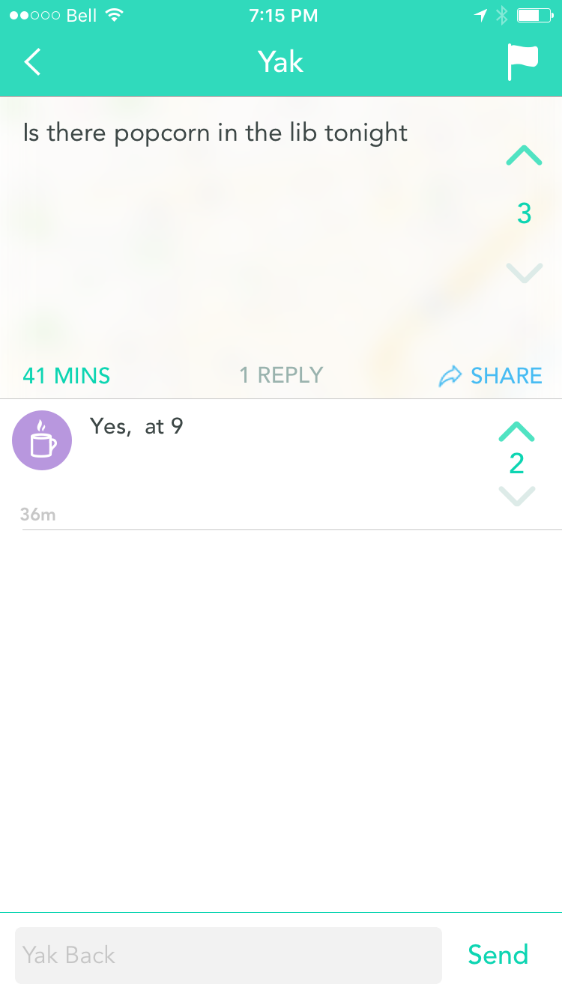 Bell 7:15 PM
Yak
Is there popcorn in the lib tonight
3
41 MINS 1 REPLY SHARE
Yes,  at 9
2
36m
Yak Back Send